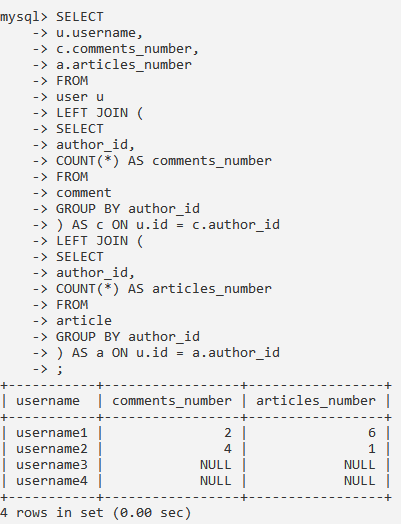 mysql> SELECT
    -> u.username,
    -> c.comments_number,
    -> a.articles_number
    -> FROM
    -> user u
    -> LEFT JOIN (
    -> SELECT
    -> author_id,
    -> COUNT(*) AS comments_number
    -> FROM
    -> comment
    -> GROUP BY author_id
    -> ) AS c ON u.id = c.author_id
    -> LEFT JOIN (
    -> SELECT
    -> author_id,
    -> COUNT(*) AS articles_number
    -> FROM
    -> article
    -> GROUP BY author_id
    -> ) AS a ON u.id = a.author_id
    -> ;
+-----------+-----------------+-----------------+
| username  | comments_number | articles_number |
+-----------+-----------------+-----------------+
| username1 |               2 |               6 |
| username2 |               4 |               1 |
| username3 |            NULL |            NULL |
| username4 |            NULL |            NULL |
+-----------+-----------------+-----------------+
4 rows in set (0.00 sec)